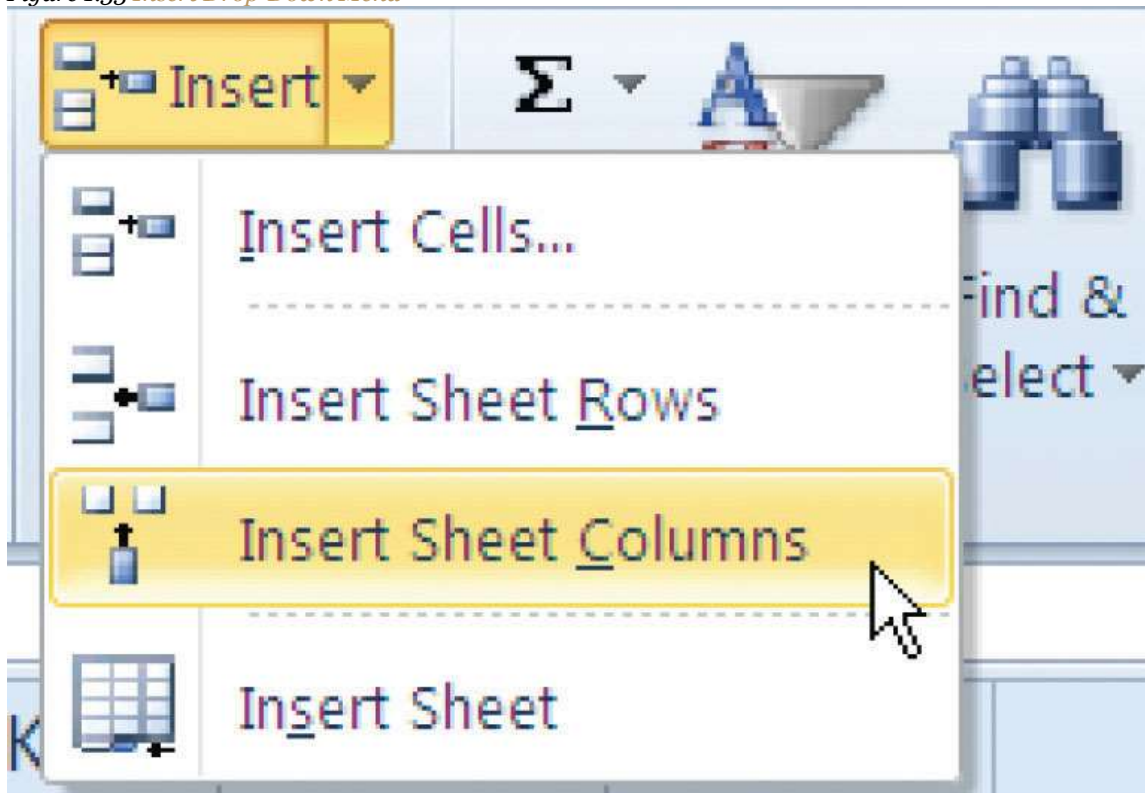 Insert
Σ
A
Insert Cells...
Find &
Insert Sheet Rows
elect
Insert Sheet Columns
Insert Sheet
K